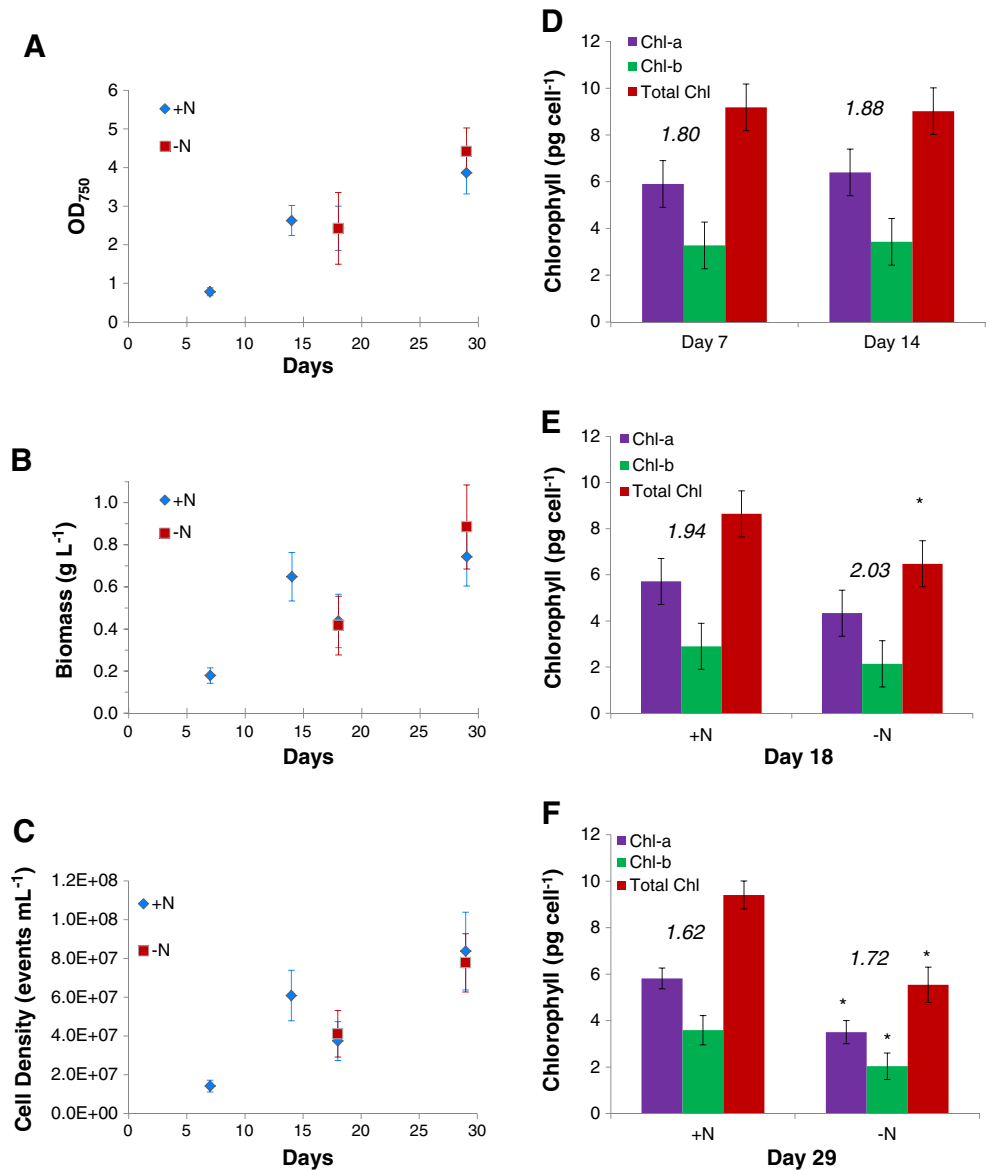 A
6
5
4
3
2
1
0
OD750
+N
-N
0 5 10 15 20 25 30
Days
B
1.0
0.8
0.6
0.4
0.2
0.0
Biomass (g L-1)
+N
-N
0 5 10 15 20 25 30
Days
C
1.2E+08
1.0E+08
8.0E+07
6.0E+07
4.0E+07
2.0E+07
0.0E+00
Cell Density (events mL-1)
+N
-N
0 5 10 15 20 25 30
Days
D
12
10
8
6
4
2
0
Chlorophyll (pg cell-1)
Chl-a
Chl-b
Total Chl
1.80
1.88
Day 7 Day 14
E
12
10
8
6
4
2
0
Chlorophyll (pg cell-1)
Chl-a
Chl-b
Total Chl
1.94
2.03
*
+N -N
Day 18
F
12
10
8
6
4
2
0
Chlorophyll (pg cell-1)
Chl-a
Chl-b
Total Chl
1.62
1.72
*
*
*
+N -N
Day 29